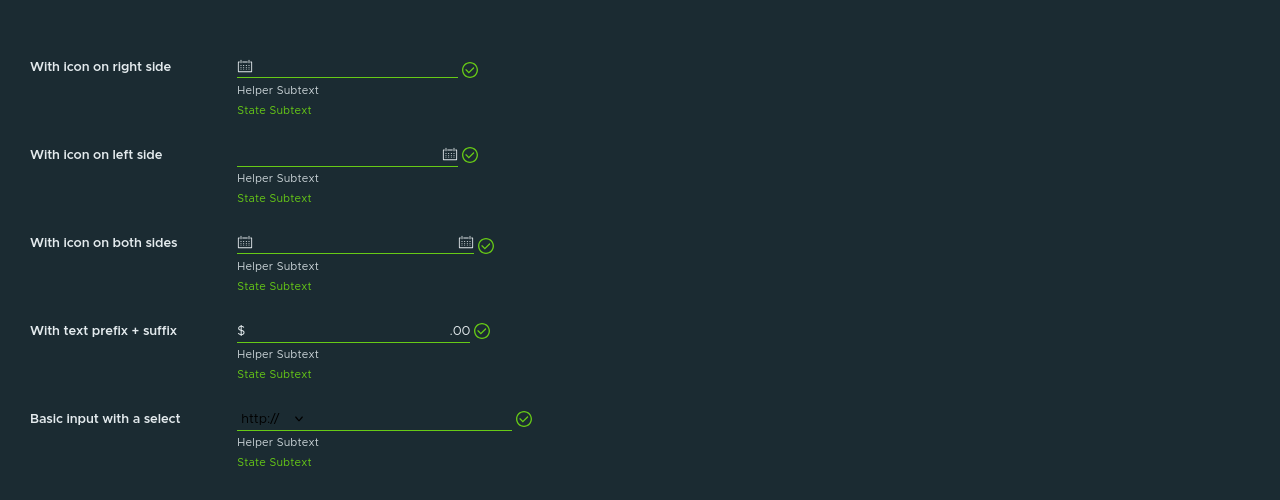 With icon on right side
Helper Subtext
State Subtext
With icon on left side
Helper Subtext
State Subtext
With icon on both sides
Helper Subtext
State Subtext
With text prefix + suffix $ .00
Helper Subtext
State Subtext
Basic input with a select http://
Helper Subtext
State Subtext